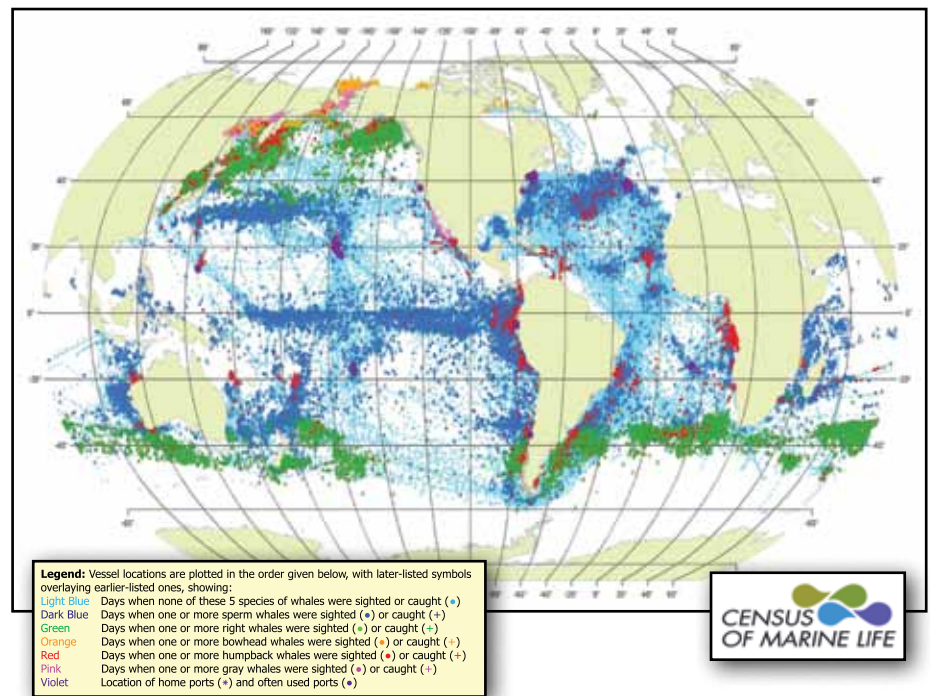 Legend: Vessel locations are plotted in the order given below, with later-listed symbols
overlaying earlier-listed ones, showing:
Light Blue Days when none of these 5 species of whales were sighted or caught (●)
Dark Blue Days when one or more sperm whales were sighted (●) or caught (+)
Green Days when one or more right whales were sighted (●) or caught (+)
Orange Days when one or more bowhead whales were sighted (●) or caught (+)
Red Days when one or more humpback whales were sighted (●) or caught (+)
Pink Days when one or more gray whales were sighted (●) or caught (+)
Violet Location of home ports (*) and often used ports (●)
CENSUS
OF MARINE LIFE